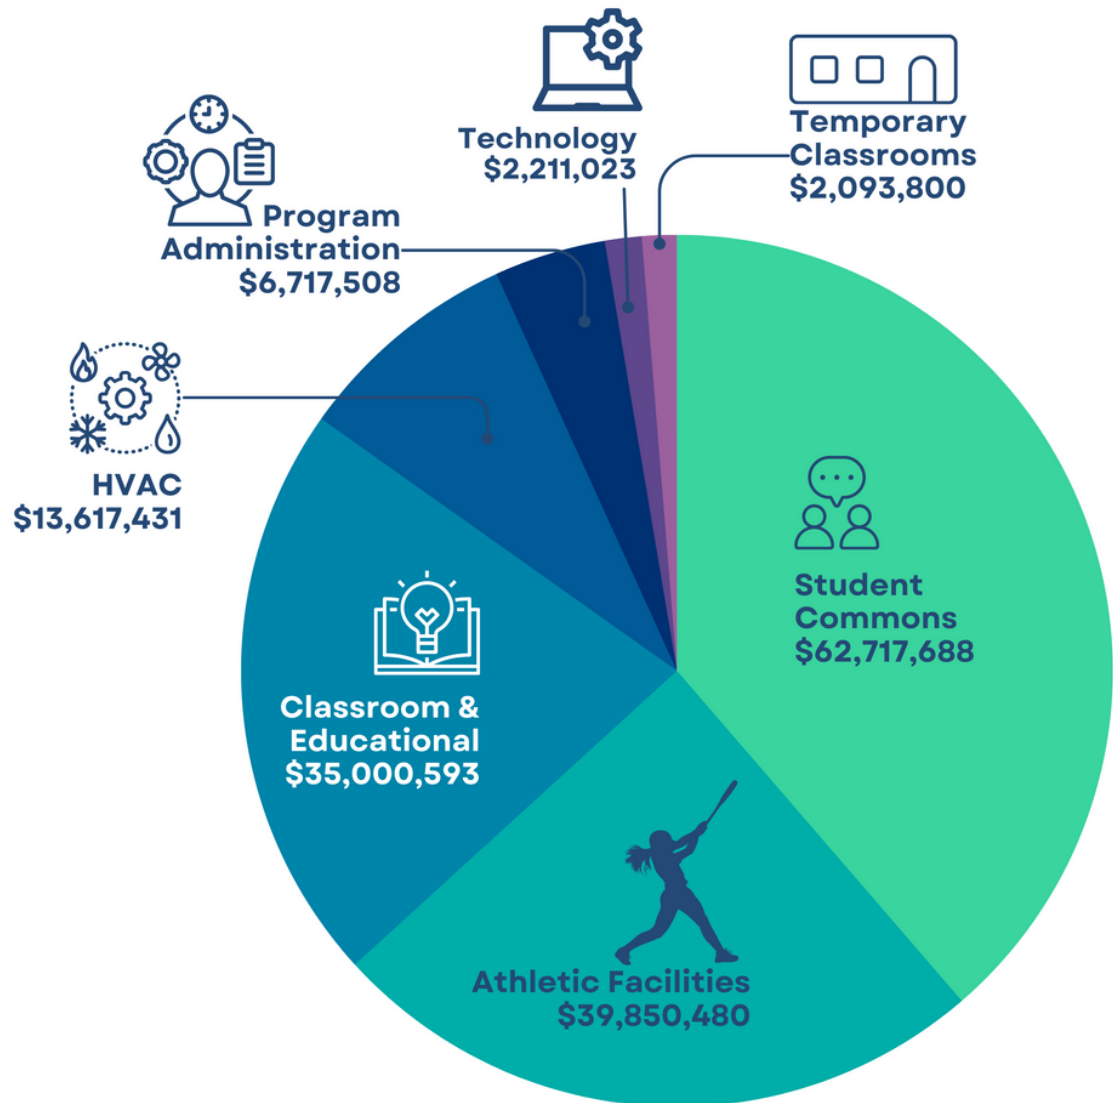 Technology
$2,211,023
Temporary
Classrooms
$2,093,800
Program
Administration
$6,717,508
HVAC
$13,617,431
Student
Commons
$62,717,688
Classroom &
Educational
$35,000,593
Athletic Facilities
$39,850,480